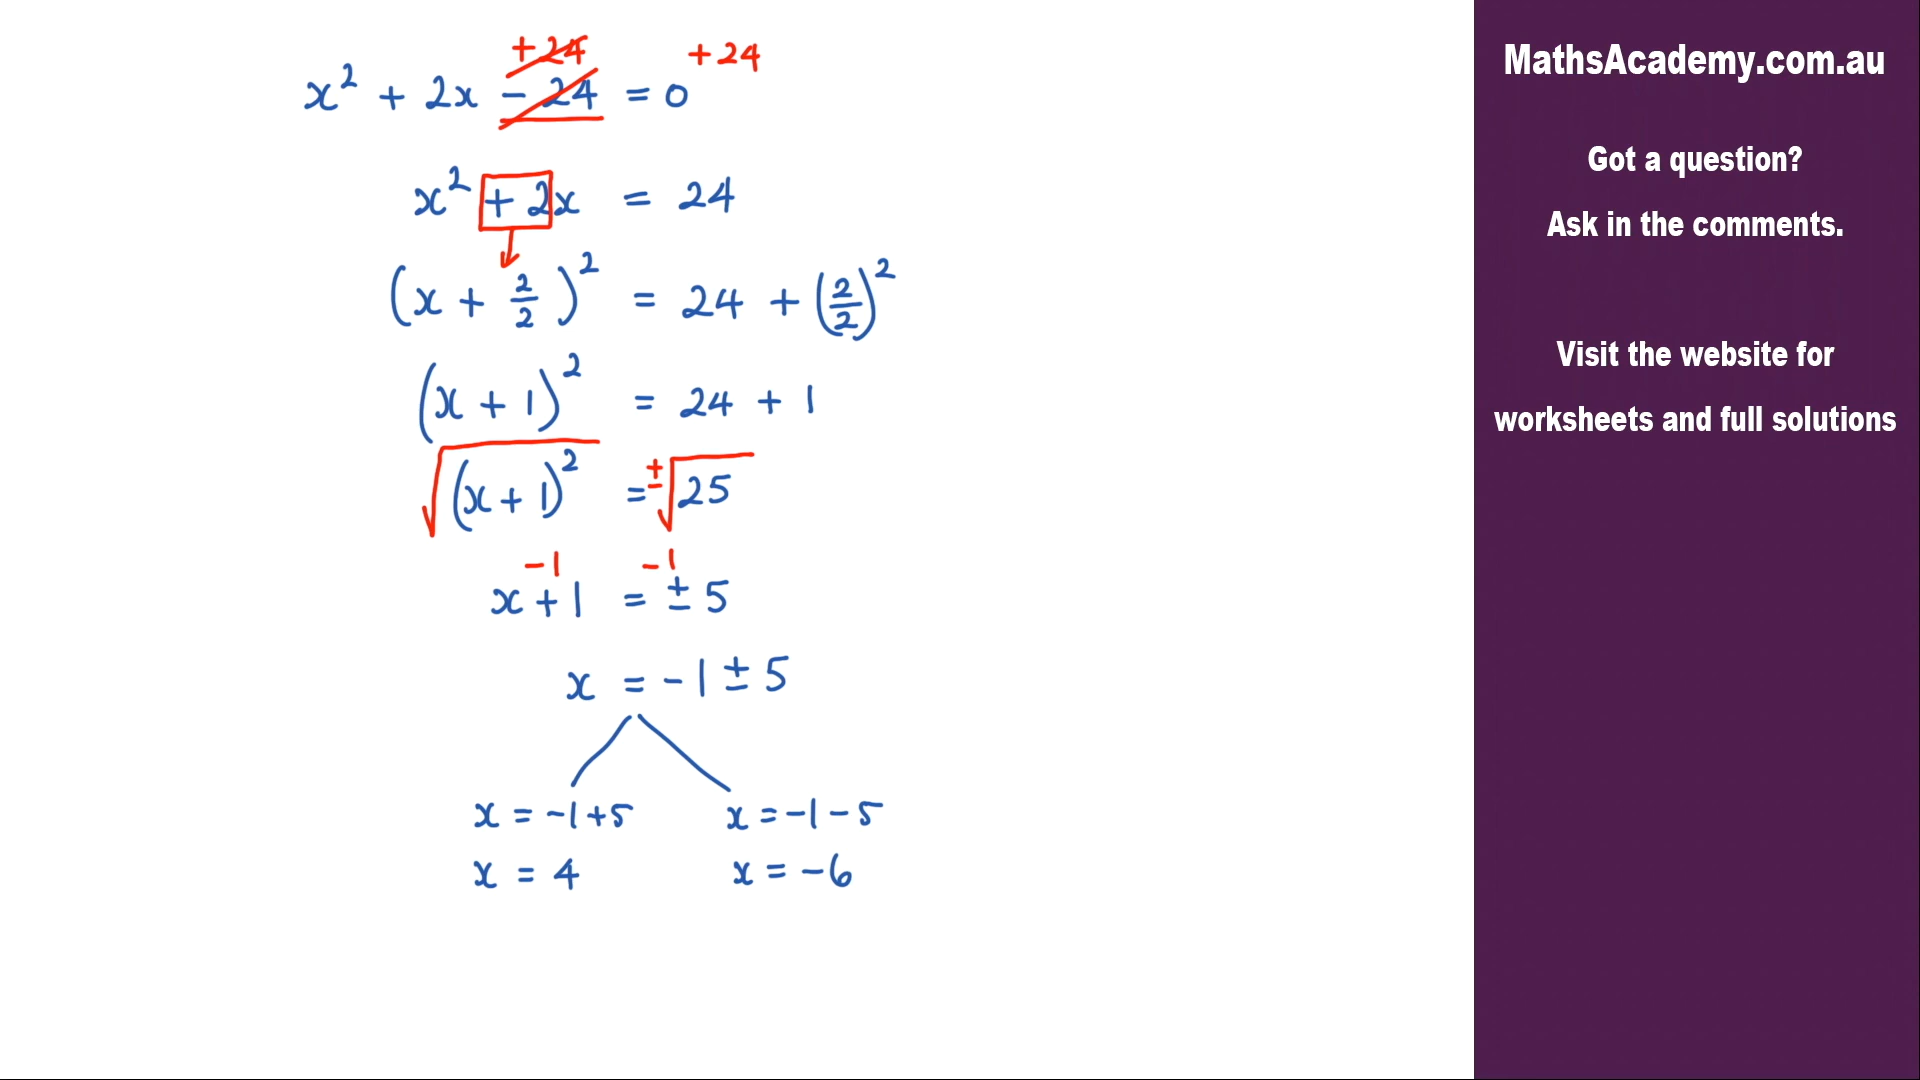 +24 +24
x² + 2x - 24 = 0
x² + 2x = 24
(x + 2/2)² = 24 + (2/2)²
(x + 1)² = 24 + 1
√(x + 1)² = ±√25
-1 -1
x + 1 = ± 5
x = -1 ± 5
x = -1 + 5 x = -1 - 5
x = 4 x = -6
MathsAcademy.com.au
Got a question?
Ask in the comments.
Visit the website for
worksheets and full solutions